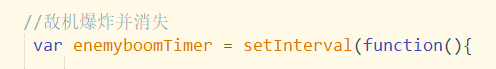 //敌机爆炸并消失
var enemyboomTimer = setInterval(function(){